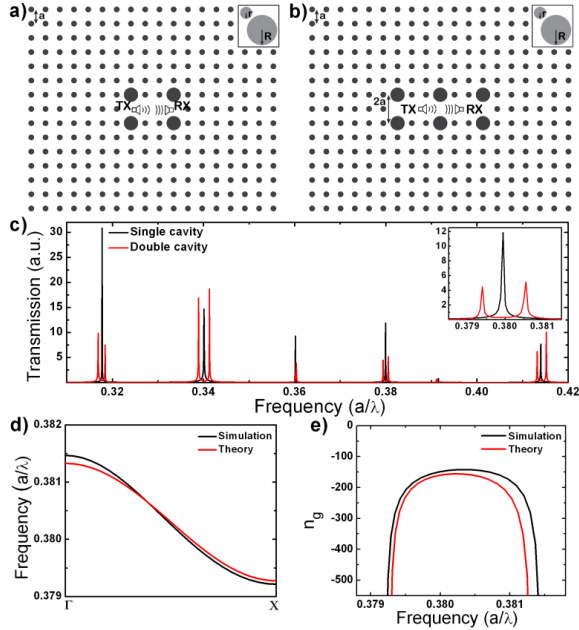 a)
a
r
R
TX
RX
b)
a
r
R
2a
TX
RX
c)
Transmission (a.u.)
30
25
20
15
10
5
Single cavity
Double cavity
12
10
8
6
4
2
0.379 0.380 0.381
0.32 0.34 0.36 0.38 0.40 0.42
Frequency (a/λ)
d)
Frequency (a/λ)
0.382
0.381
0.379
0.379
Simulation
Theory
Γ X
e)
n_g
-100
-200
-300
-400
-500
Simulation
Theory
0.379 0.380 0.381
Frequency (a/λ)